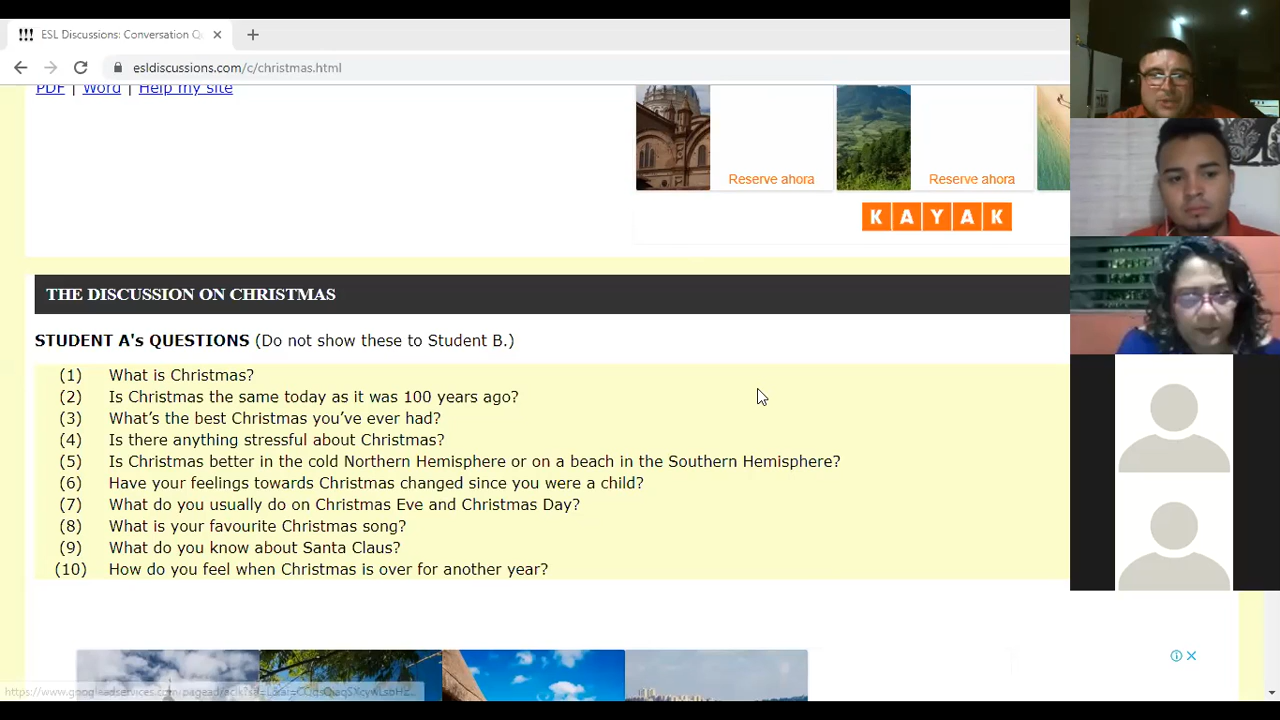 ESL Discussions: Conversation Q
esldiscussions.com/c/christmas.html
PDF | Word | Help my site
Reserve ahora
Reserve ahora
KAYAK
THE DISCUSSION ON CHRISTMAS
STUDENT A's QUESTIONS (Do not show these to Student B.)
(1) What is Christmas?
(2) Is Christmas the same today as it was 100 years ago?
(3) What's the best Christmas you've ever had?
(4) Is there anything stressful about Christmas?
(5) Is Christmas better in the cold Northern Hemisphere or on a beach in the Southern Hemisphere?
(6) Have your feelings towards Christmas changed since you were a child?
(7) What do you usually do on Christmas Eve and Christmas Day?
(8) What is your favourite Christmas song?
(9) What do you know about Santa Claus?
(10) How do you feel when Christmas is over for another year?